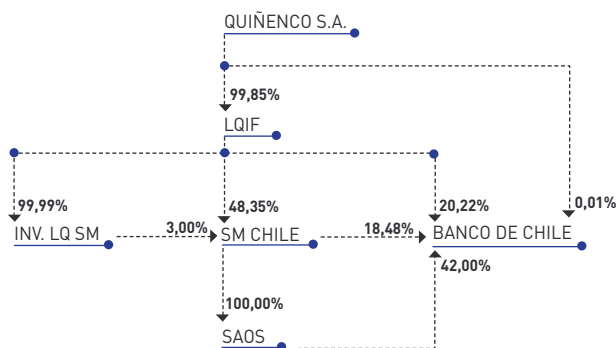 QUIÑENCO S.A.
99,85%
LQIF
99,99%
48,35%
20,22%
0,01%
INV. LQ SM
3,00%
SM CHILE
18,48%
BANCO DE CHILE
100,00%
42,00%
SAOS